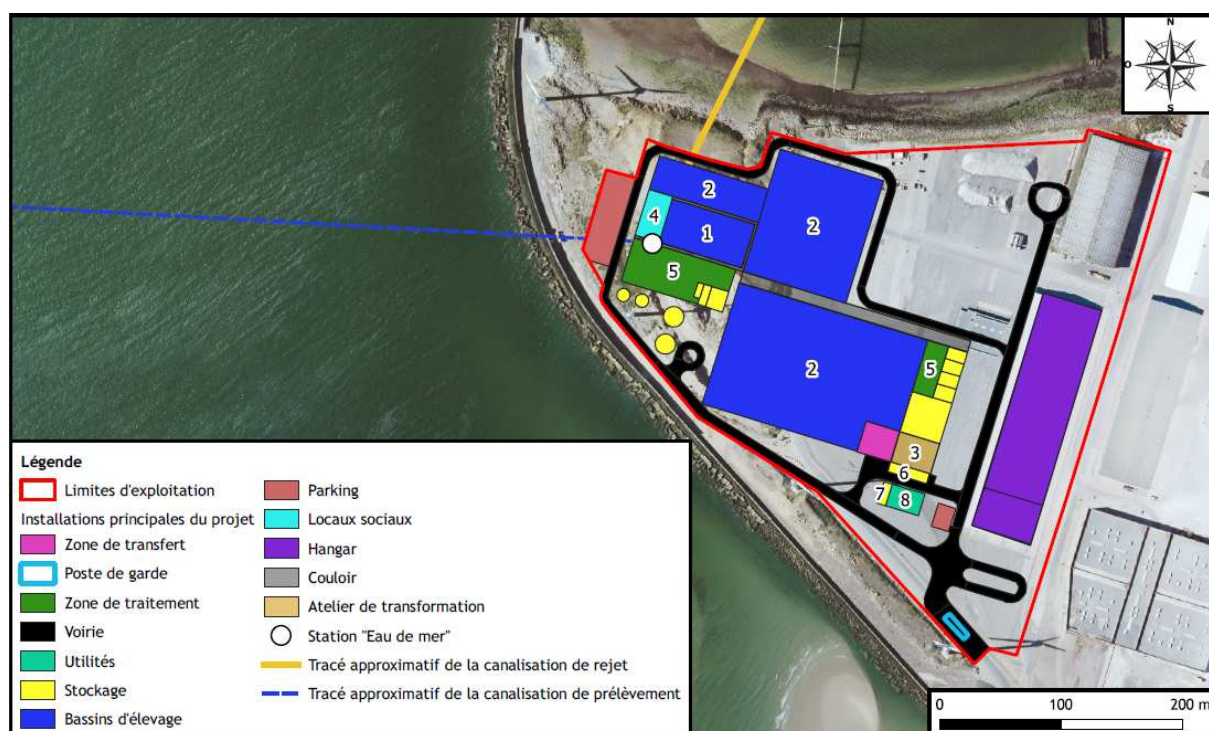 N
O
S
2
4
1
2
5
2
5
3
6
7
8
Légende
Limites d'exploitation
Installations principales du projet
Zone de transfert
Poste de garde
Zone de traitement
Voirie
Utilités
Stockage
Bassins d'élevage
Parking
Locaux sociaux
Hangar
Couloir
Atelier de transformation
Station "Eau de mer"
Tracé approximatif de la canalisation de rejet
Tracé approximatif de la canalisation de prélèvement
0 100 200 m